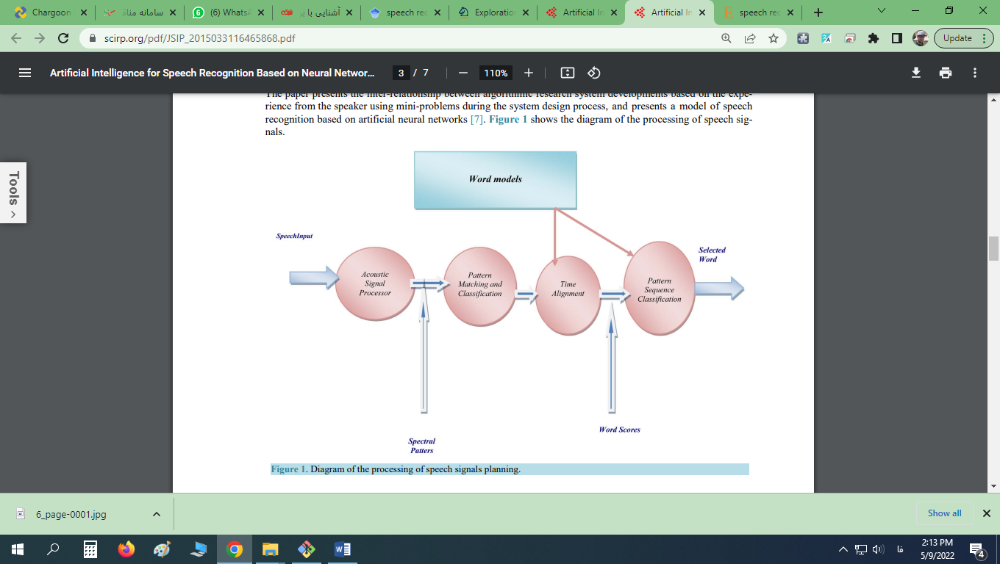 Chargoon
سامانه مناة
(6) WhatsA
آشنایی با بر
speech rec
Exploration
Artificial In
Artificial In
speech rec
scirp.org/pdf/JSIP_2015033116465868.pdf
Update
Artificial Intelligence for Speech Recognition Based on Neural Networ...
3 / 7
110%
The paper presents the inter-relationship between algorithmic research system developments based on the expe-
rience from the speaker using mini-problems during the system design process, and presents a model of speech
recognition based on artificial neural networks [7]. Figure 1 shows the diagram of the processing of speech sig-
nals.
Tools >
Word models
SpeechInput
Acoustic
Signal
Processor
Pattern
Matching and
Classification
Time
Alignment
Pattern
Sequence
Classification
Selected
Word
Word Scores
Spectral
Patters
Figure 1. Diagram of the processing of speech signals planning.
6_page-0001.jpg
Show all
فا
2:13 PM
5/9/2022
4